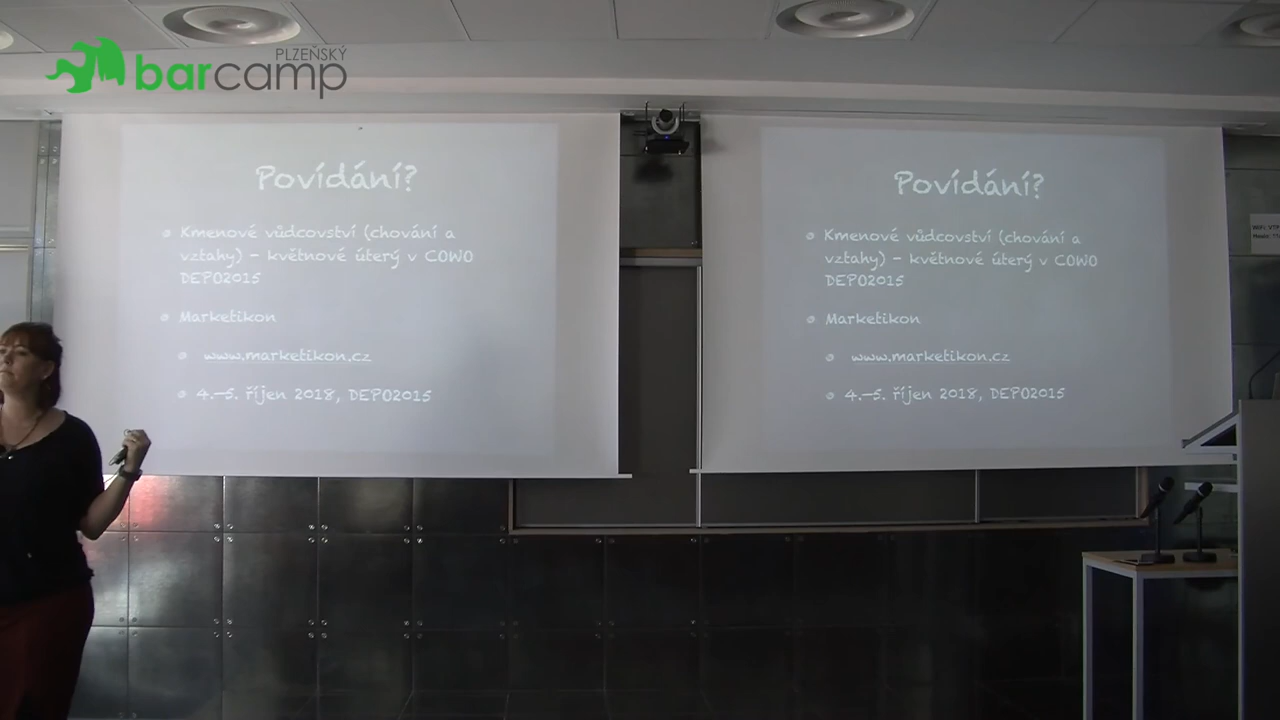 PLZEŇSKÝ
barcamp
Povídání?
Kmenové vůdcovství (chování a
vztahy) – květnové úterý v COWO
DEPO2015
Marketikon
www.marketikon.cz
4.–5. říjen 2018, DEPO2015
Povídání?
Kmenové vůdcovství (chování a
vztahy) – květnové úterý v COWO
DEPO2015
Marketikon
www.marketikon.cz
4.–5. říjen 2018, DEPO2015